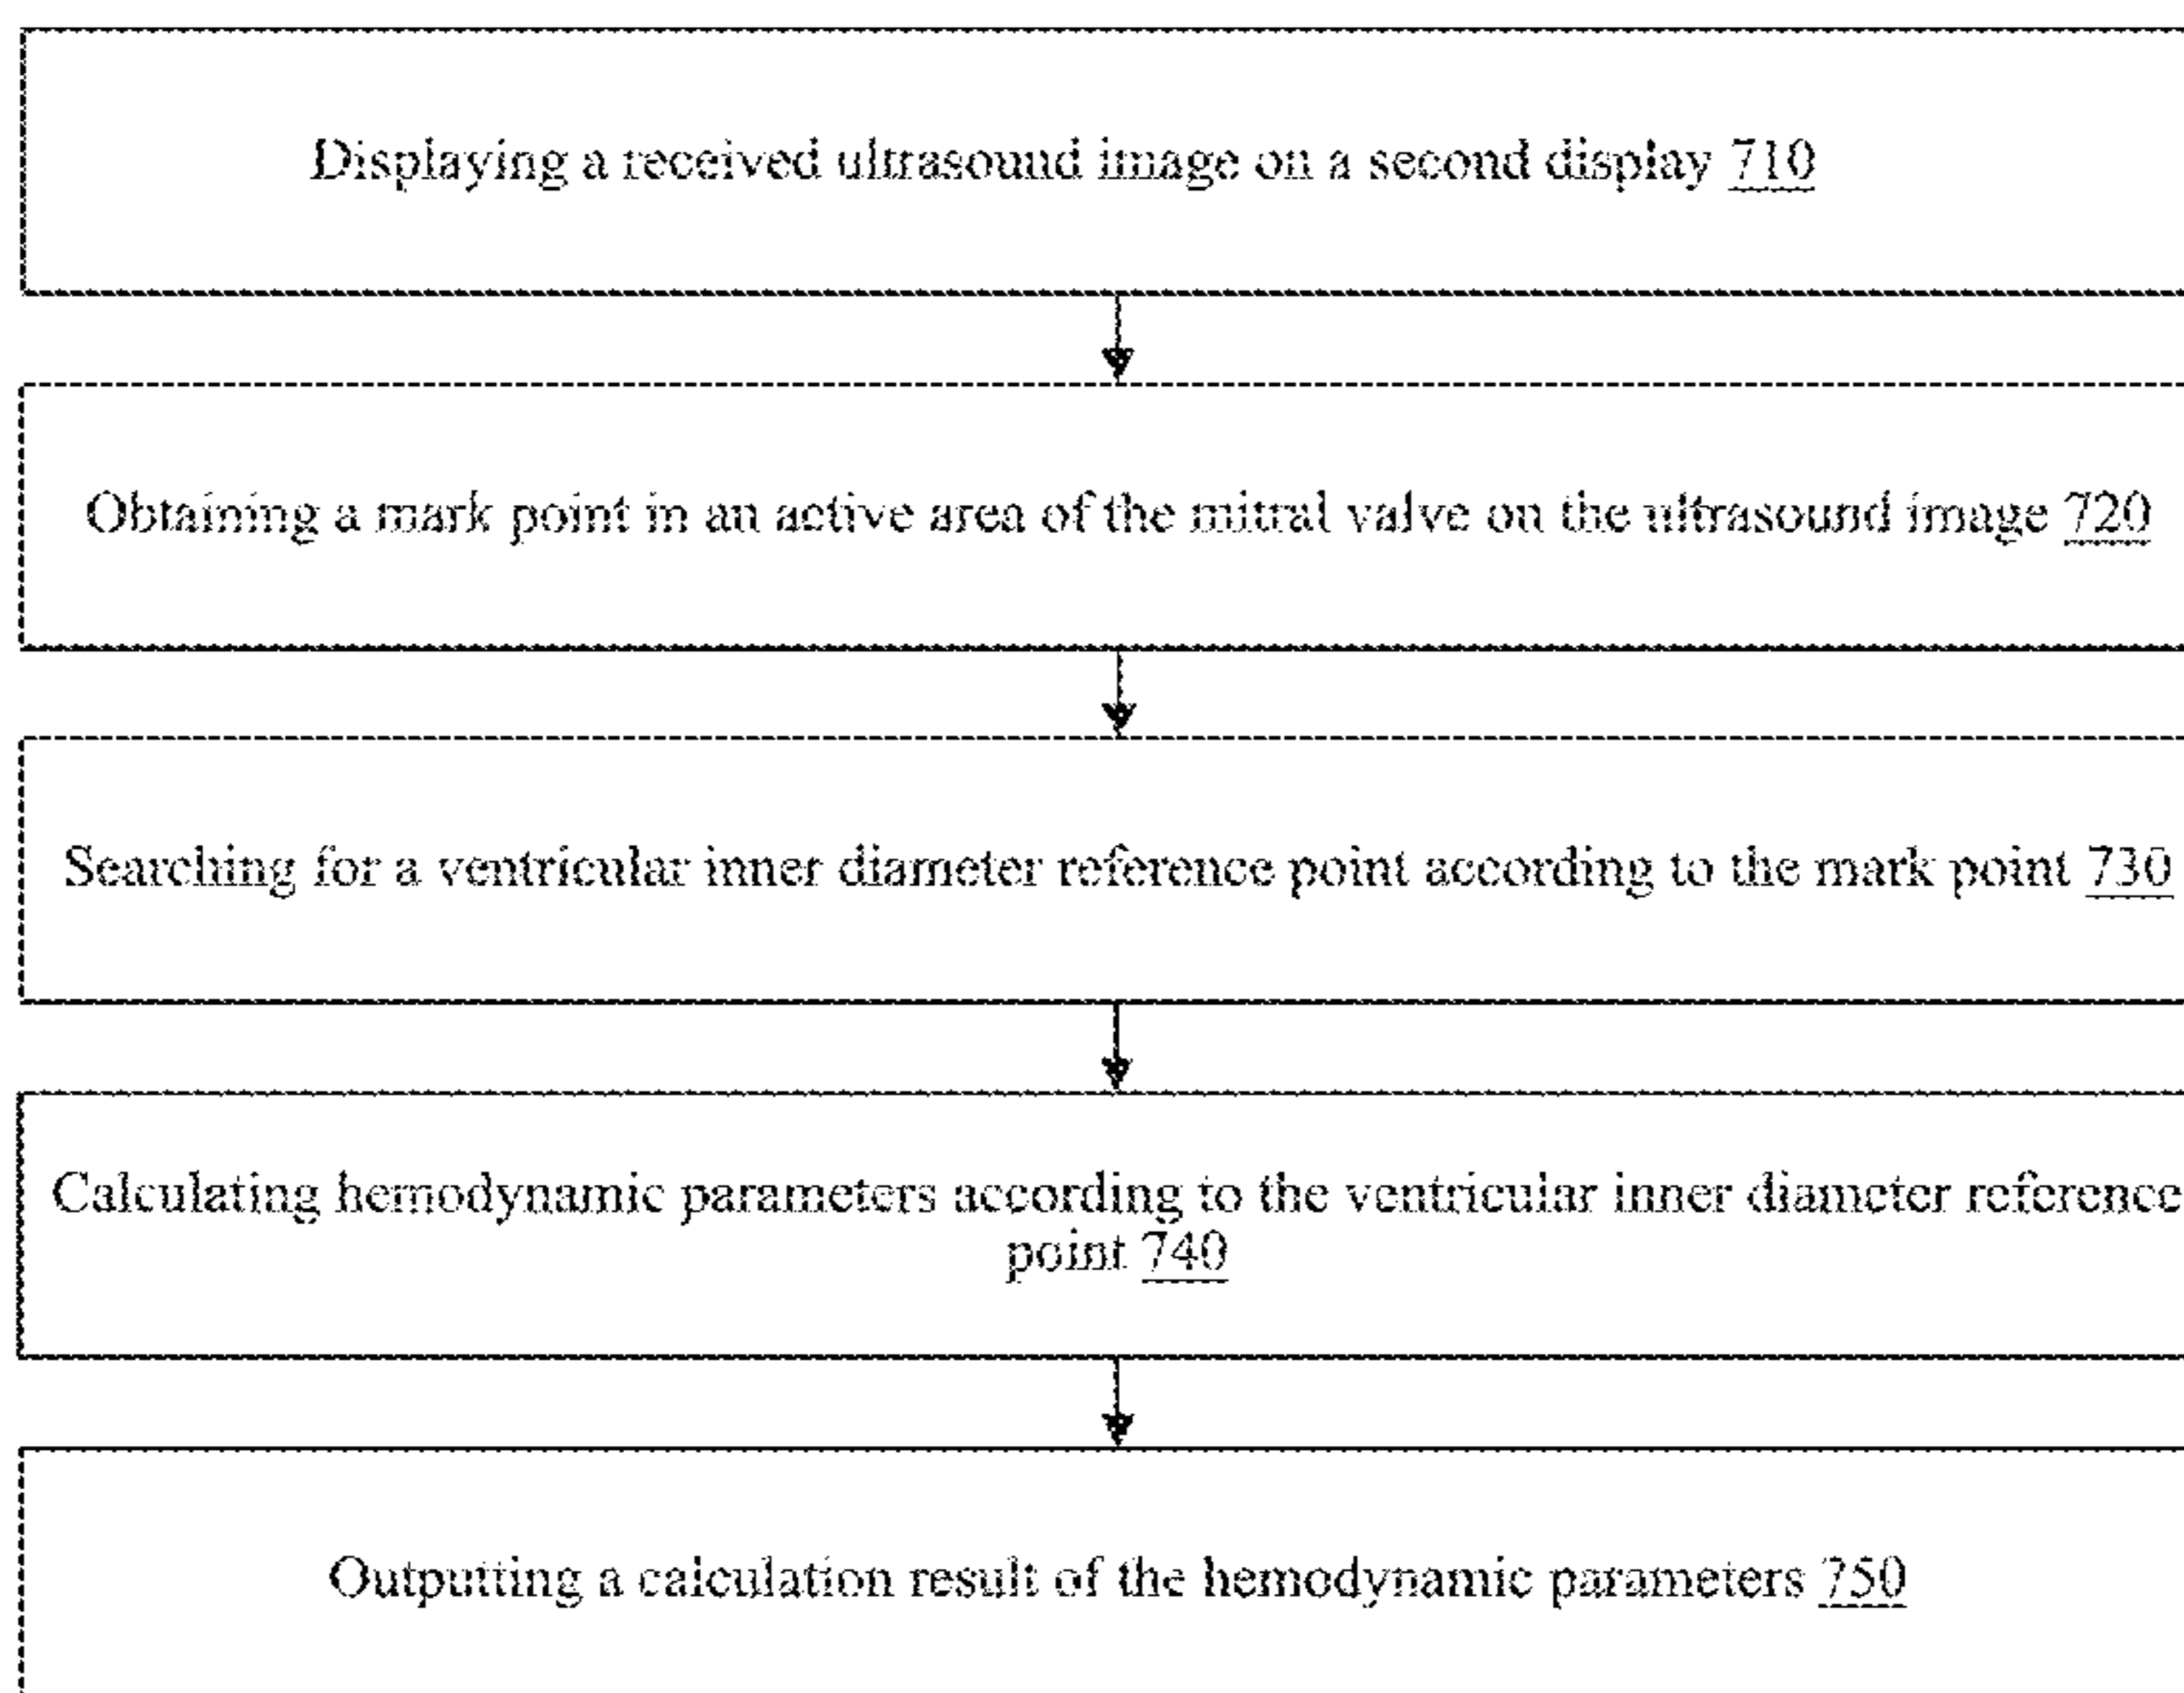 Displaying a received ultrasound image on a second display 710
Obtaining a mark point in an active area of the mitral valve on the ultrasound image 720
Searching for a ventricular inner diameter reference point according to the mark point 730
Calculating hemodynamic parameters according to the ventricular inner diameter reference
point 740
Outputting a calculation result of the hemodynamic parameters 750